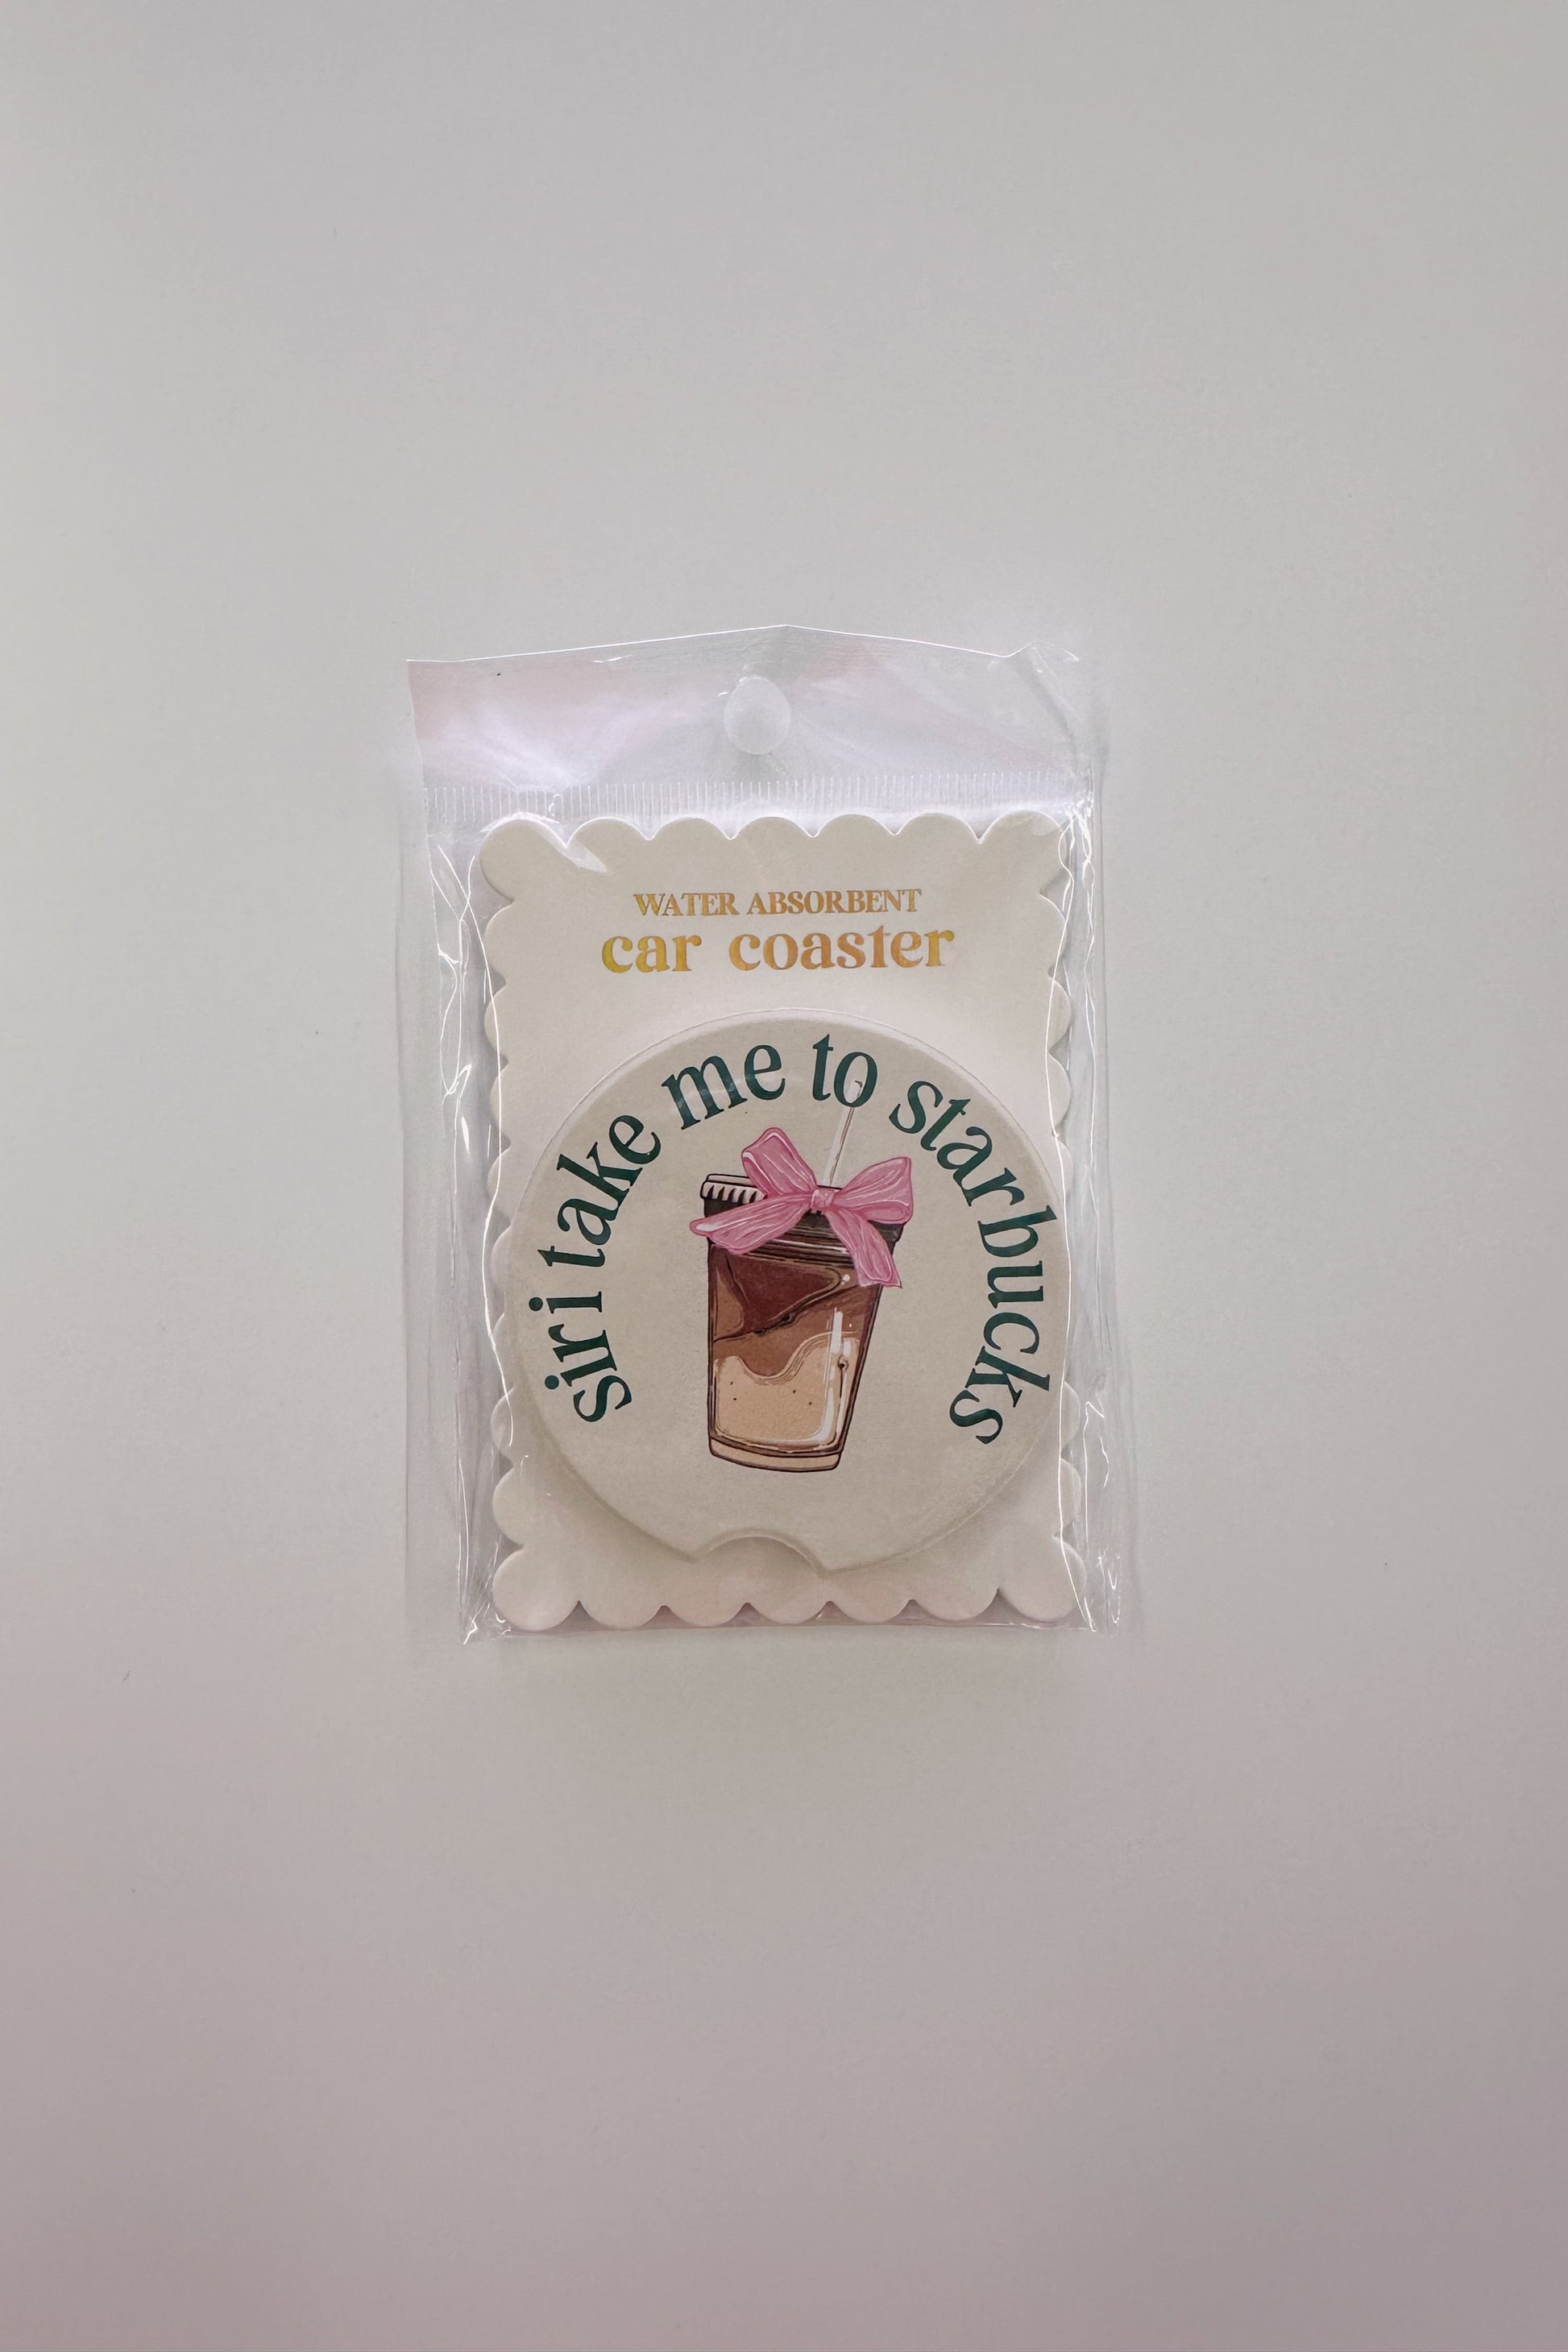 WATER ABSORBENT
car coaster
siri take me to starbucks